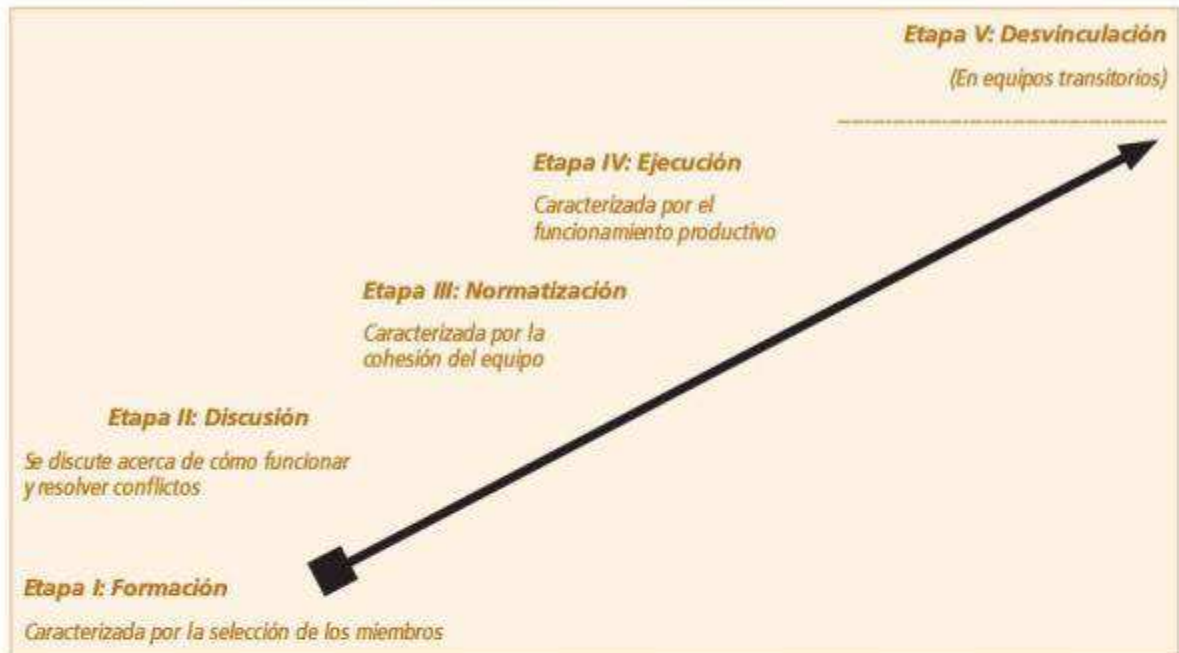 Etapa V: Desvinculación
(En equipos transitorios)
Etapa IV: Ejecución
Caracterizada por el
funcionamiento productivo
Etapa III: Normatización
Caracterizada por la
cohesión del equipo
Etapa II: Discusión
Se discute acerca de cómo funcionar
y resolver conflictos
Etapa I: Formación
Caracterizada por la selección de los miembros